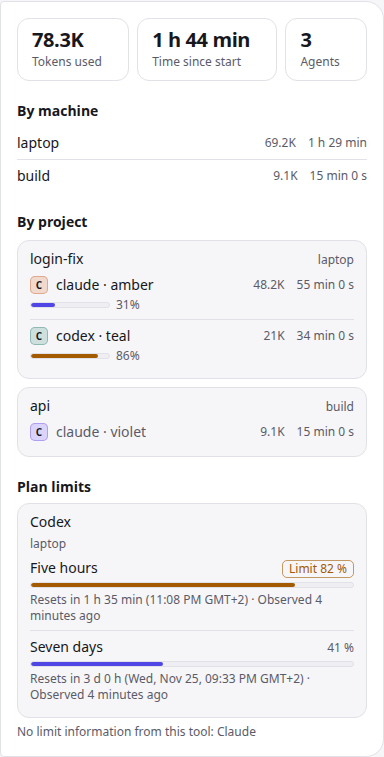 78.3K 1 h 44 min 3
Tokens used Time since start Agents
By machine
laptop 69.2K 1 h 29 min
build 9.1K 15 min 0 s
By project
login-fix laptop
C claude · amber 48.2K 55 min 0 s
31%
C codex · teal 21K 34 min 0 s
86%
api build
C claude · violet 9.1K 15 min 0 s
Plan limits
Codex
laptop
Five hours Limit 82 %
Resets in 1 h 35 min (11:08 PM GMT+2) · Observed 4
minutes ago
Seven days 41 %
Resets in 3 d 0 h (Wed, Nov 25, 09:33 PM GMT+2) ·
Observed 4 minutes ago
No limit information from this tool: Claude